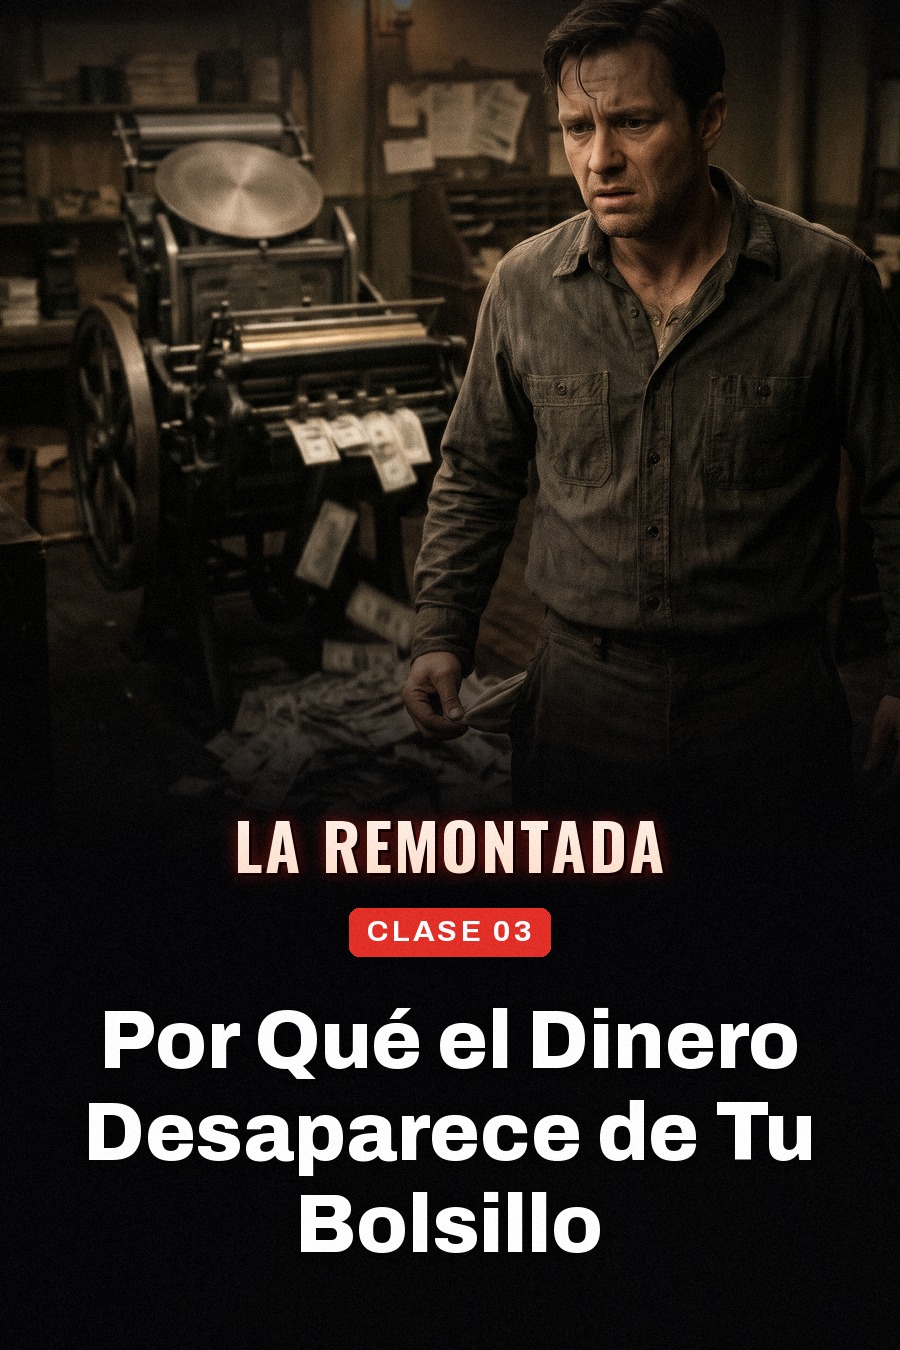 LA REMONTADA
CLASE 03
Por Qué el Dinero
Desaparece de Tu
Bolsillo